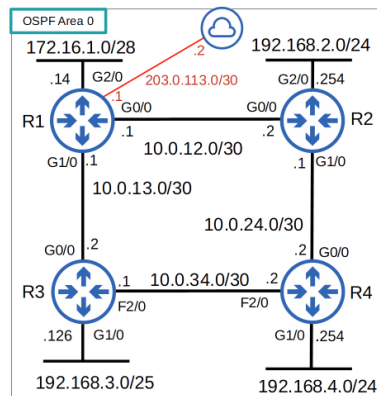 OSPF Area 0
172.16.1.0/28
192.168.2.0/24
.2
.14
G2/0
203.0.113.0/30
G2/0
.254
.1
G0/0
G0/0
R1
R2
.1
.2
G1/0
.1
10.0.12.0/30
.1
G1/0
10.0.13.0/30
10.0.24.0/30
G0/0
.2
.2
G0/0
R3
.1
10.0.34.0/30
.2
R4
F2/0
F2/0
.126
G1/0
G1/0
.254
192.168.3.0/25
192.168.4.0/24